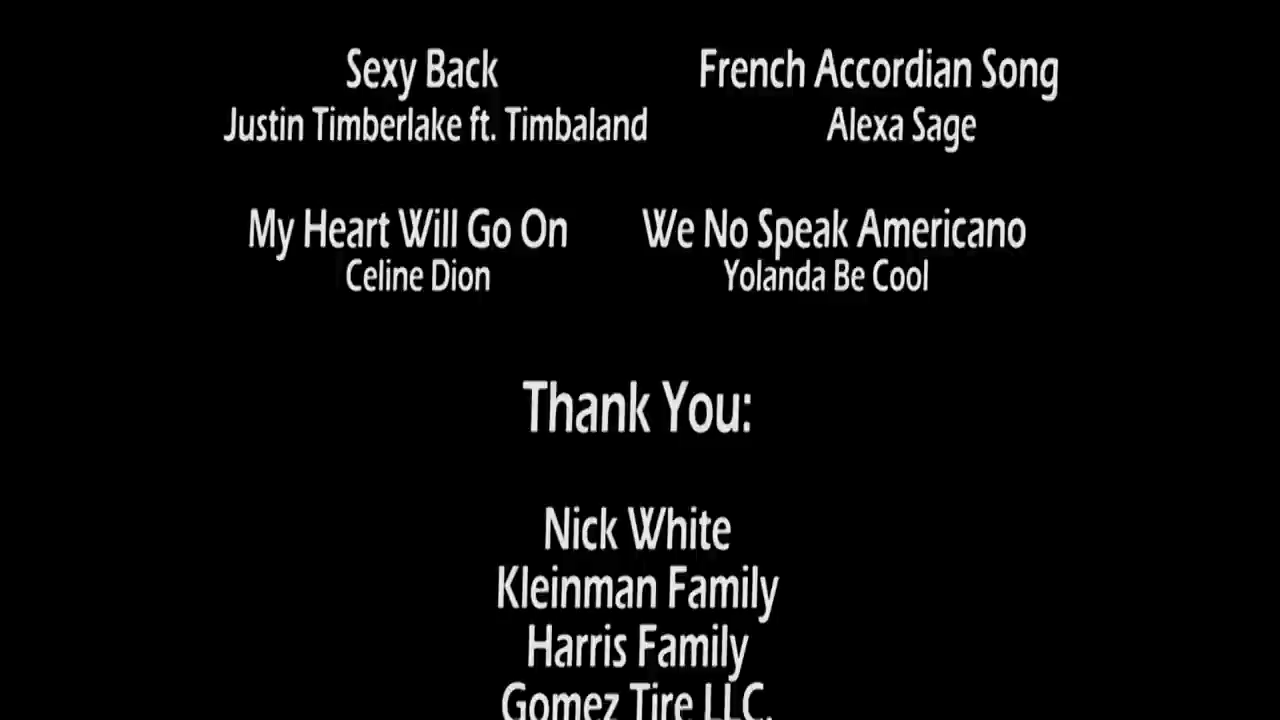 Sexy Back French Accordian Song
Justin Timberlake ft. Timbaland Alexa Sage
My Heart Will Go On We No Speak Americano
Celine Dion Yolanda Be Cool
Thank You:
Nick White
Kleinman Family
Harris Family
Gomez Tire LLC.